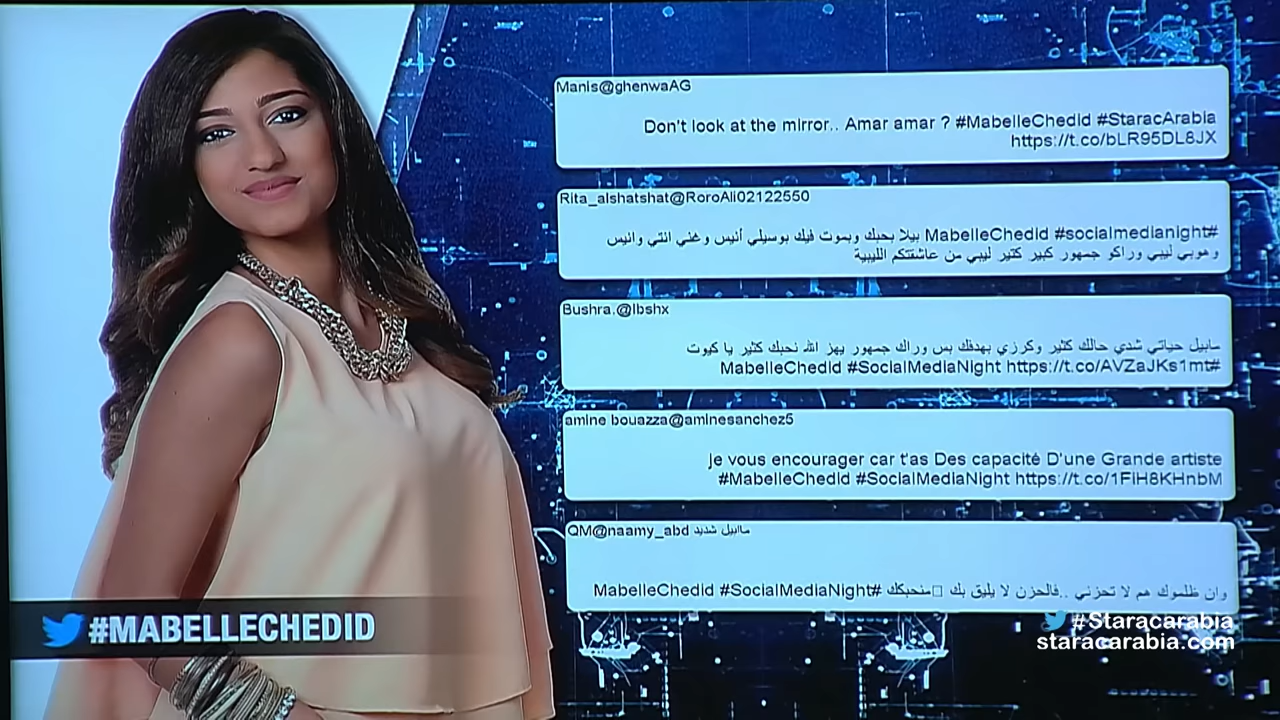 Manis@ghenwaAG
Don't look at the mirror.. Amar amar ? #MabelleChedid #StaracArabia
https://t.co/bLR95DL8JX
Rita_alshatshat@RoroAli02122550
#MabelleChedid #socialmedianight بيلا بحبك وبموت فيك بوسيلي أنيس وغني انتي وانيس
وهوبي ليبي وراكو جمهور كبير كتير ليبي من عاشقتكم الليبية
Bushra.@lbshx
مابيل حياتي شدي حالك كثير وكرزي بهدفك بس وراك جمهور يهز الله نحبك كثير يا كيوت
#MabelleChedid #SocialMediaNight https://t.co/AVZaJKs1mt
amine bouazza@aminesanchez5
je vous encourager car t'as Des capacité D'une Grande artiste
#MabelleChedid #SocialMediaNight https://t.co/1FiH8KHnbM
QM@naamy_abd ماابيل شديد
وان ظلموك هم لا تحزني ..فالحزن لا يليق بك منحبكك #MabelleChedid #SocialMediaNight
#MABELLECHEDID
#Staracarabia
staracarabia.com